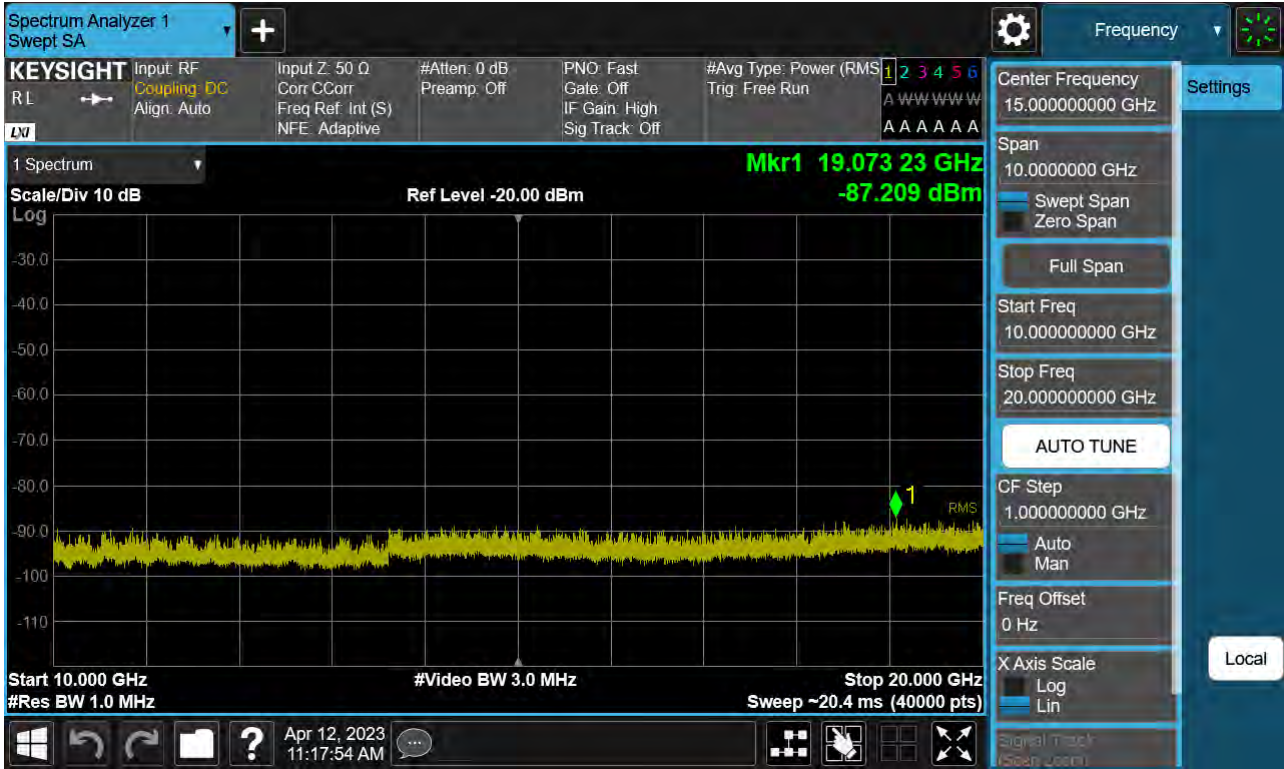 Spectrum Analyzer 1
Swept SA
+
Frequency
KEYSIGHT
RL
LXI
Input: RF
Coupling: DC
Align: Auto
Input Z: 50 Ω
Corr CCorr
Freq Ref: Int (S)
NFE: Adaptive
#Atten: 0 dB
Preamp: Off
PNO: Fast
Gate: Off
IF Gain: High
Sig Track: Off
#Avg Type: Power (RMS
Trig: Free Run
1 2 3 4 5 6
A W W W W W
A A A A A A
1 Spectrum
Mkr1 19.073 23 GHz
-87.209 dBm
Scale/Div 10 dB
Ref Level -20.00 dBm
Log
-30.0
-40.0
-50.0
-60.0
-70.0
-80.0
-90.0
-100
-110
1
RMS
Start 10.000 GHz
#Res BW 1.0 MHz
#Video BW 3.0 MHz
Stop 20.000 GHz
Sweep ~20.4 ms (40000 pts)
Center Frequency
15.000000000 GHz
Span
10.0000000 GHz
Swept Span
Zero Span
Full Span
Start Freq
10.000000000 GHz
Stop Freq
20.000000000 GHz
AUTO TUNE
CF Step
1.000000000 GHz
Auto
Man
Freq Offset
0 Hz
X Axis Scale
Log
Lin
Signal Track
(Span Zoom)
Settings
Local
?
Apr 12, 2023
11:17:54 AM